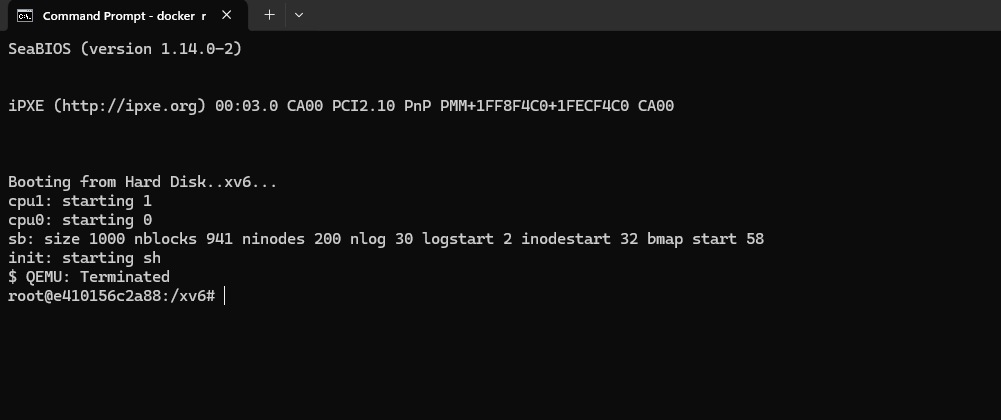 Command Prompt - docker r
SeaBIOS (version 1.14.0-2)
iPXE (http://ipxe.org) 00:03.0 CA00 PCI2.10 PnP PMM+1FF8F4C0+1FECF4C0 CA00
Booting from Hard Disk..xv6...
cpu1: starting 1
cpu0: starting 0
sb: size 1000 nblocks 941 ninodes 200 nlog 30 logstart 2 inodestart 32 bmap start 58
init: starting sh
$ QEMU: Terminated
root@e410156c2a88:/xv6#